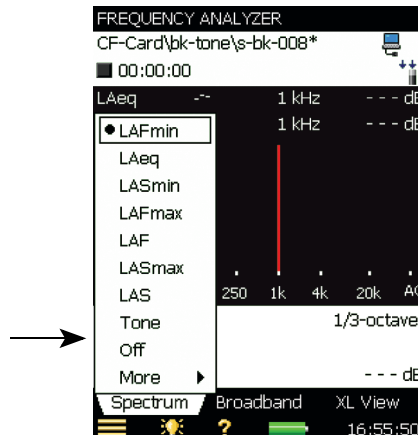 FREQUENCY ANALYZER
CF-Card\bk-tone\s-bk-008*
00:00:00
LAeq -‐- 1 kHz - - - dB
LAFmin 1 kHz - - - dB
LAeq
LASmin
LAFmax
LAF
LASmax
LAS 250 1k 4k 20k AC
Tone 1/3-octave
Off
More - - - dB
Spectrum Broadband XL View
? 16:55:50